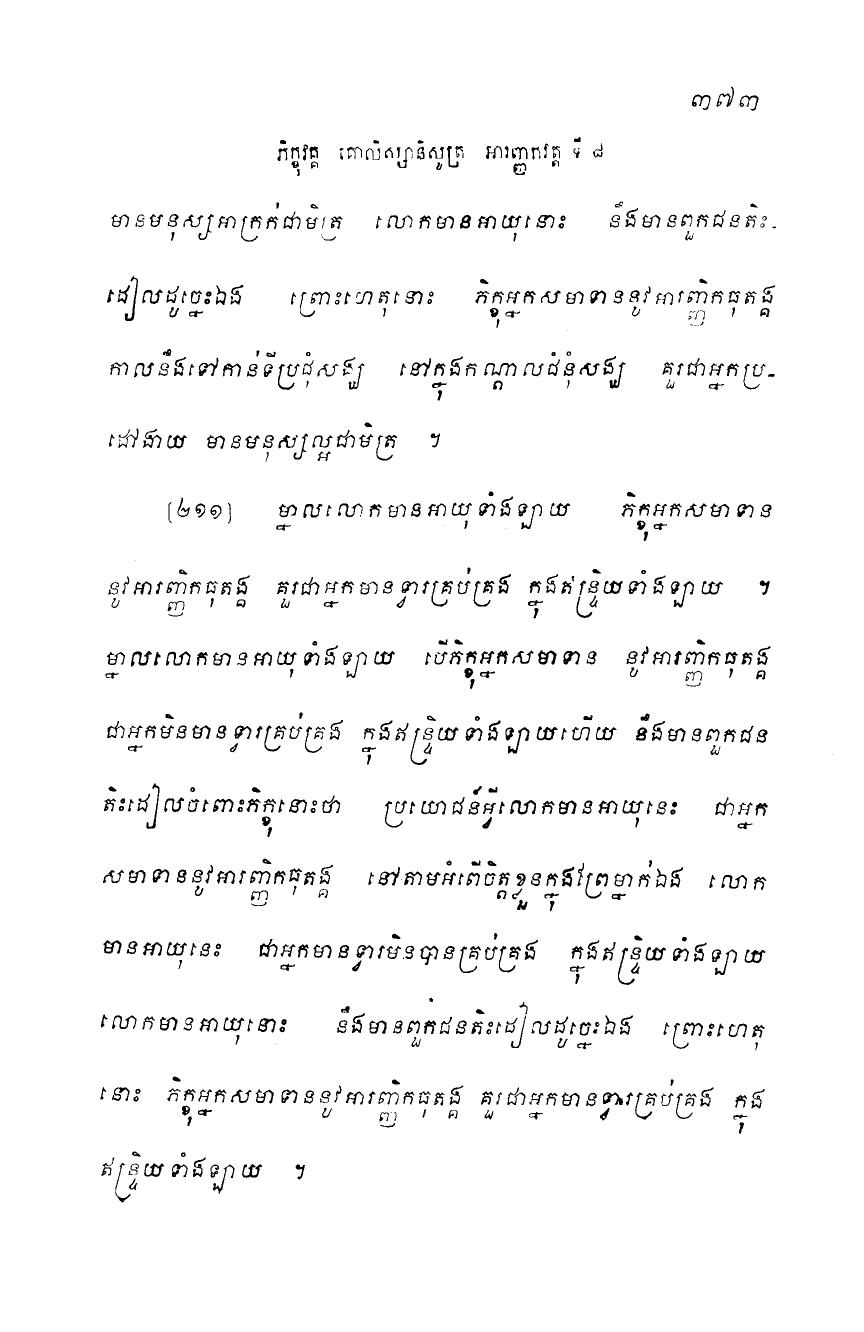 ៣៧៣
ភិក្ខុវគ្គ គោលិស្សានិសូត្រ អារញ្ញកវត្ត ទី ៨
មានមនុស្សអាក្រក់ជាមិត្រ លោកមានអាយុនោះ នឹងមានពួកជនតិះ-
ដៀលដូច្នេះឯង ព្រោះហេតុនោះ ភិក្ខុអ្នកសមាទាននូវអារញ្ញិកធុតង្គ
កាលនឹងទៅកាន់ទីប្រជុំសង្ឃ នៅក្នុងកណ្តាលជំនុំសង្ឃ គួរជាអ្នកប្រ-
ដៅងាយ មានមនុស្សល្អជាមិត្រ ។
[២១១] ម្នាលលោកមានអាយុទាំងឡាយ ភិក្ខុអ្នកសមាទាន
នូវអារញ្ញិកធុតង្គ គួរជាអ្នកមានទ្វារគ្រប់គ្រង ក្នុងឥន្ទ្រិយទាំងឡាយ ។
ម្នាលលោកមានអាយុទាំងឡាយ បើភិក្ខុអ្នកសមាទាន នូវអារញ្ញិកធុតង្គ
ជាអ្នកមិនមានទ្វារគ្រប់គ្រង ក្នុងឥន្ទ្រិយទាំងឡាយហើយ នឹងមានពួកជន
តិះដៀលចំពោះភិក្ខុនោះថា ប្រយោជន៍អ្វីលោកមានអាយុនេះ ជាអ្នក
សមាទាននូវអារញ្ញិកធុតង្គ នៅតាមអំពើចិត្តខ្លួនក្នុងព្រៃម្នាក់ឯង លោក
មានអាយុនេះ ជាអ្នកមានទ្វារមិនបានគ្រប់គ្រង ក្នុងឥន្ទ្រិយទាំងឡាយ
លោកមានអាយុនោះ នឹងមានពួកជនតិះដៀលដូច្នេះឯង ព្រោះហេតុ
នោះ ភិក្ខុអ្នកសមាទាននូវអារញ្ញិកធុតង្គ គួរជាអ្នកមានទ្វារគ្រប់គ្រង ក្នុង
ឥន្ទ្រិយទាំងឡាយ ។